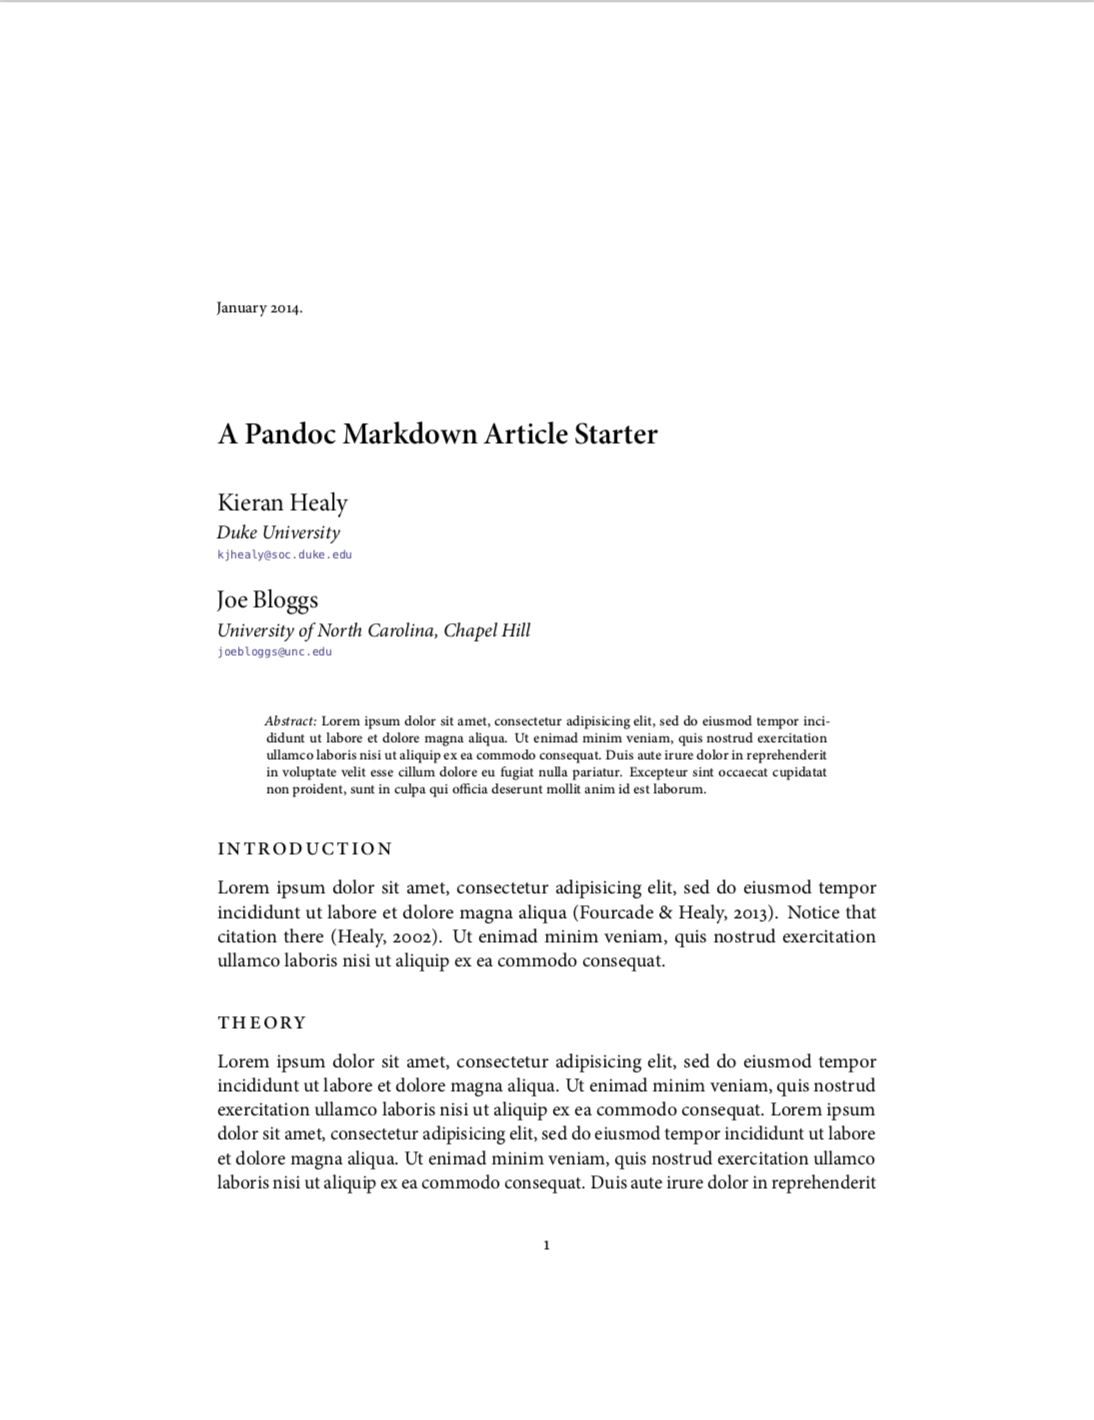 January 2014.
A Pandoc Markdown Article Starter
Kieran Healy
Duke University
kjhealy@soc.duke.edu
Joe Bloggs
University of North Carolina, Chapel Hill
joebloggs@unc.edu
Abstract: Lorem ipsum dolor sit amet, consectetur adipisicing elit, sed do eiusmod tempor inci-
didunt ut labore et dolore magna aliqua. Ut enimad minim veniam, quis nostrud exercitation
ullamco laboris nisi ut aliquip ex ea commodo consequat. Duis aute irure dolor in reprehenderit
in voluptate velit esse cillum dolore eu fugiat nulla pariatur. Excepteur sint occaecat cupidatat
non proident, sunt in culpa qui officia deserunt mollit anim id est laborum.
INTRODUCTION
Lorem ipsum dolor sit amet, consectetur adipisicing elit, sed do eiusmod tempor
incididunt ut labore et dolore magna aliqua (Fourcade & Healy, 2013). Notice that
citation there (Healy, 2002). Ut enimad minim veniam, quis nostrud exercitation
ullamco laboris nisi ut aliquip ex ea commodo consequat.
THEORY
Lorem ipsum dolor sit amet, consectetur adipisicing elit, sed do eiusmod tempor
incididunt ut labore et dolore magna aliqua. Ut enimad minim veniam, quis nostrud
exercitation ullamco laboris nisi ut aliquip ex ea commodo consequat. Lorem ipsum
dolor sit amet, consectetur adipisicing elit, sed do eiusmod tempor incididunt ut labore
et dolore magna aliqua. Ut enimad minim veniam, quis nostrud exercitation ullamco
laboris nisi ut aliquip ex ea commodo consequat. Duis aute irure dolor in reprehenderit
1